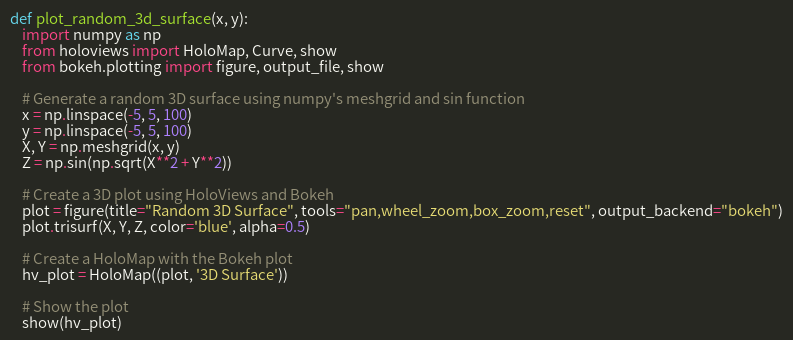 def plot_random_3d_surface(x, y):
    import numpy as np
    from holoviews import HoloMap, Curve, show
    from bokeh.plotting import figure, output_file, show

    # Generate a random 3D surface using numpy's meshgrid and sin function
    x = np.linspace(-5, 5, 100)
    y = np.linspace(-5, 5, 100)
    X, Y = np.meshgrid(x, y)
    Z = np.sin(np.sqrt(X**2 + Y**2))

    # Create a 3D plot using HoloViews and Bokeh
    plot = figure(title="Random 3D Surface", tools="pan,wheel_zoom,box_zoom,reset", output_backend="bokeh")
    plot.trisurf(X, Y, Z, color='blue', alpha=0.5)

    # Create a HoloMap with the Bokeh plot
    hv_plot = HoloMap((plot, '3D Surface'))

    # Show the plot
    show(hv_plot)